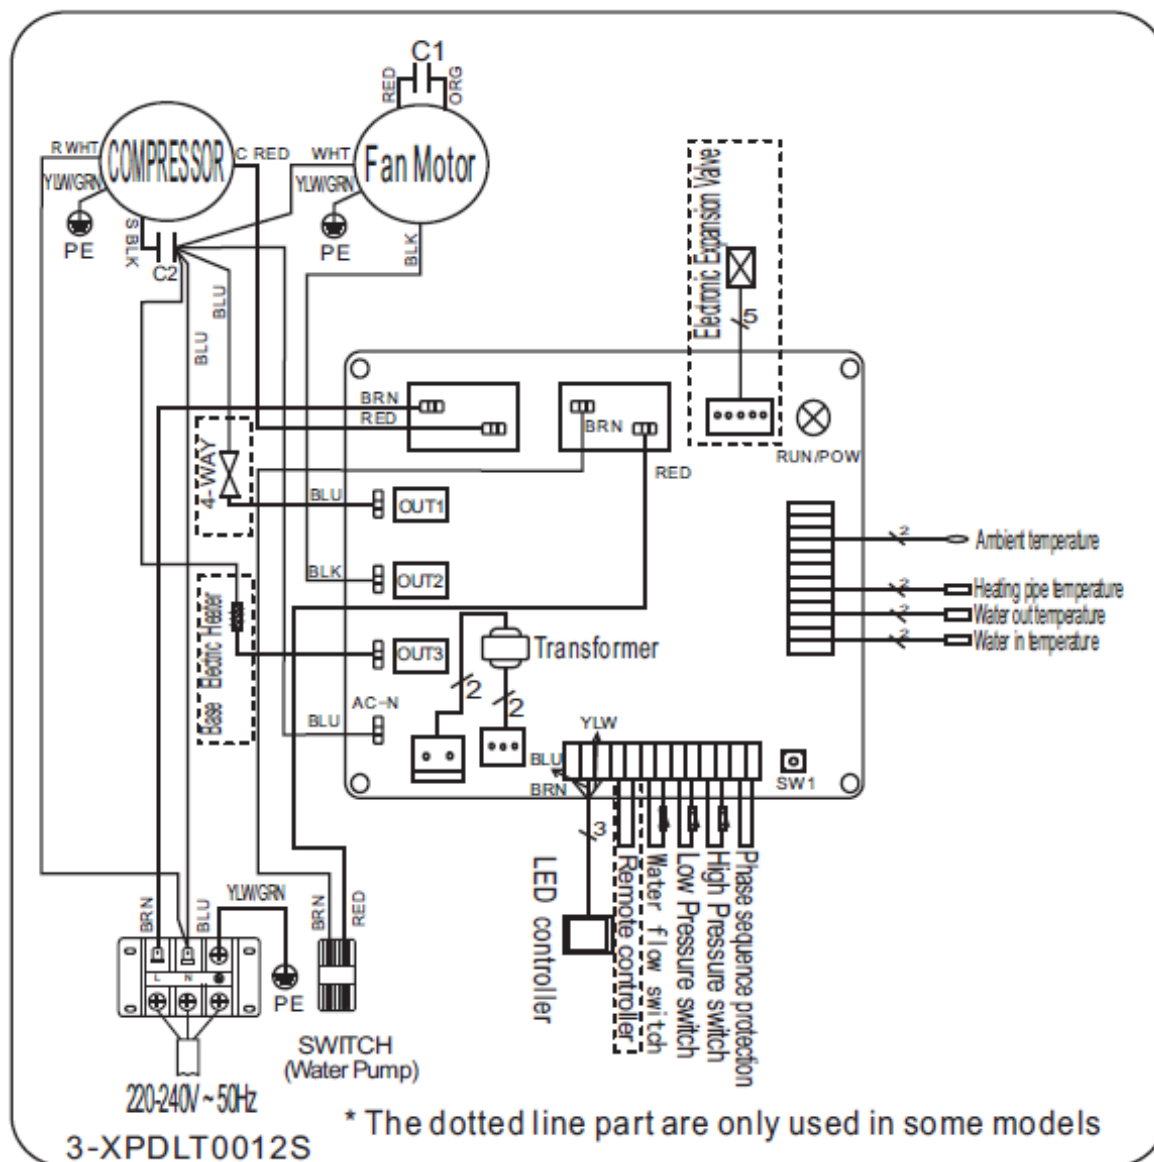 C1
RED
ORG
R WHT
COMPRESSOR
C RED
WHT
Fan Motor
YLW/GRN
YLW/GRN
PE
S BLK
C2
PE
BLK
Electronic Expansion Valve
5
BLU
BLU
BRN
RED
BRN
RED
RUN/POW
4-WAY
BLU
OUT1
2
Ambient temperature
BLK
OUT2
2
Heating pipe temperature
2
Water out temperature
2
Water in temperature
Base Electric Heater
OUT3
Transformer
2
2
AC-N
BLU
YLW
BLU
BRN
SW1
3
LED controller
Remote controller
Water flow switch
Low Pressure switch
High Pressure switch
Phase sequence protection
BRN
BLU
YLW/GRN
BRN
RED
L
N
PE
SWITCH
(Water Pump)
220-240V ~ 50Hz
* The dotted line part are only used in some models
3-XPDLT0012S